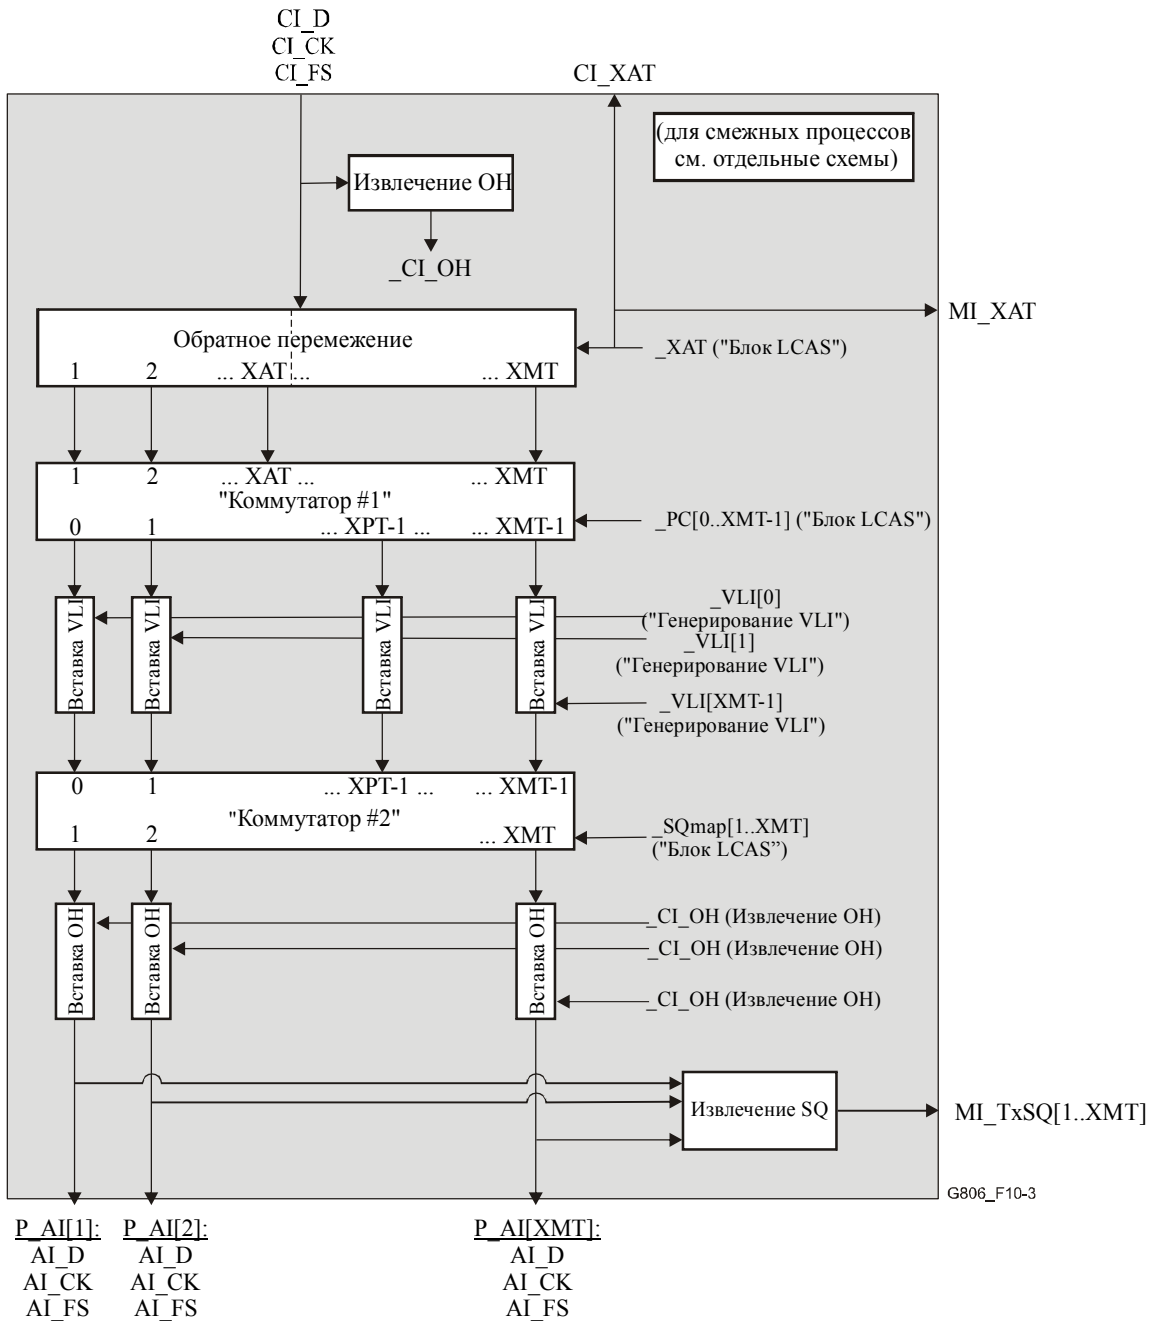 CI_D
CI_CK
CI_FS
CI_XAT
(для смежных процессов
см. отдельные схемы)
Извлечение OH
_CI_OH
MI_XAT
Обратное перемежение
_XAT ("Блок LCAS")
1 2 ... XAT ... ... XMT
1 2 ... XAT ... ... XMT
"Коммутатор #1"
_PC[0..XMT-1] ("Блок LCAS")
0 1 ... XPT-1 ... ... XMT-1
Вставка VLI
Вставка VLI
Вставка VLI
Вставка VLI
_VLI[0]
("Генерирование VLI")
_VLI[1]
("Генерирование VLI")
_VLI[XMT-1]
("Генерирование VLI")
0 1 ... XPT-1 ... ... XMT-1
"Коммутатор #2"
1 2 ... XMT
_SQmap[1..XMT]
("Блок LCAS”)
Вставка OH
Вставка OH
Вставка OH
_CI_OH (Извлечение OH)
_CI_OH (Извлечение OH)
_CI_OH (Извлечение OH)
Извлечение SQ
MI_TxSQ[1..XMT]
G806_F10-3
P_AI[1]: P_AI[2]: P_AI[XMT]:
AI_D AI_D AI_D
AI_CK AI_CK AI_CK
AI_FS AI_FS AI_FS